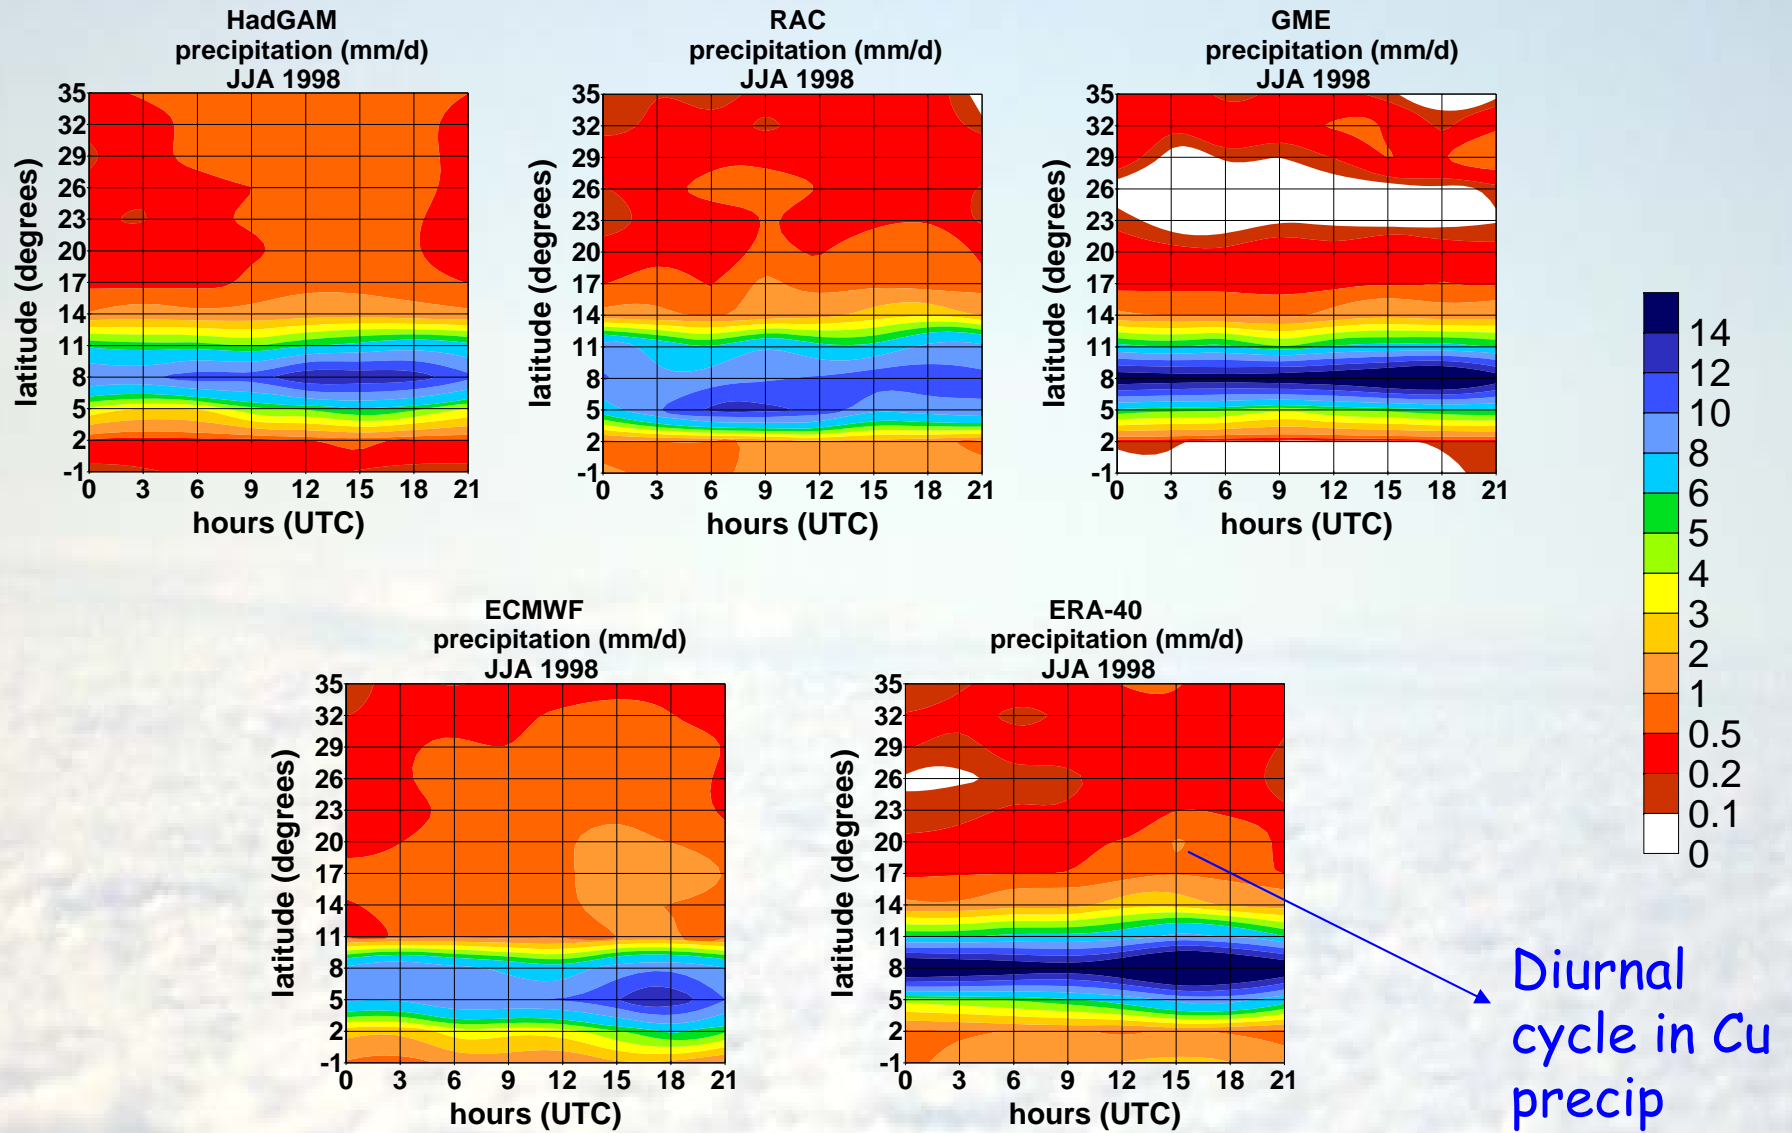 HadGAM
precipitation (mm/d)
JJA 1998
35
32
29
26
23
20
17
14
11
8
5
2
-1
latitude (degrees)
0 3 6 9 12 15 18 21
hours (UTC)
RAC
precipitation (mm/d)
JJA 1998
35
32
29
26
23
20
17
14
11
8
5
2
-1
latitude (degrees)
0 3 6 9 12 15 18 21
hours (UTC)
GME
precipitation (mm/d)
JJA 1998
35
32
29
26
23
20
17
14
11
8
5
2
-1
latitude (degrees)
0 3 6 9 12 15 18 21
hours (UTC)
14
12
10
8
6
5
4
3
2
1
0.5
0.2
0.1
0
ECMWF
precipitation (mm/d)
JJA 1998
35
32
29
26
23
20
17
14
11
8
5
2
-1
latitude (degrees)
0 3 6 9 12 15 18 21
hours (UTC)
ERA-40
precipitation (mm/d)
JJA 1998
35
32
29
26
23
20
17
14
11
8
5
2
-1
latitude (degrees)
0 3 6 9 12 15 18 21
hours (UTC)
Diurnal
cycle in Cu
precip